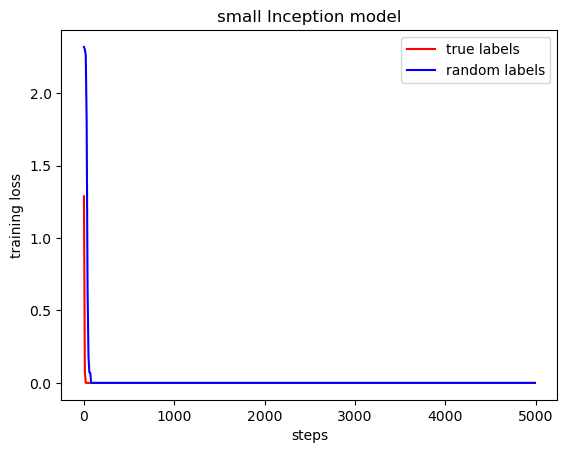 small Inception model
true labels
random labels
training loss
2.0
1.5
1.0
0.5
0.0
0
1000
2000
3000
4000
5000
steps